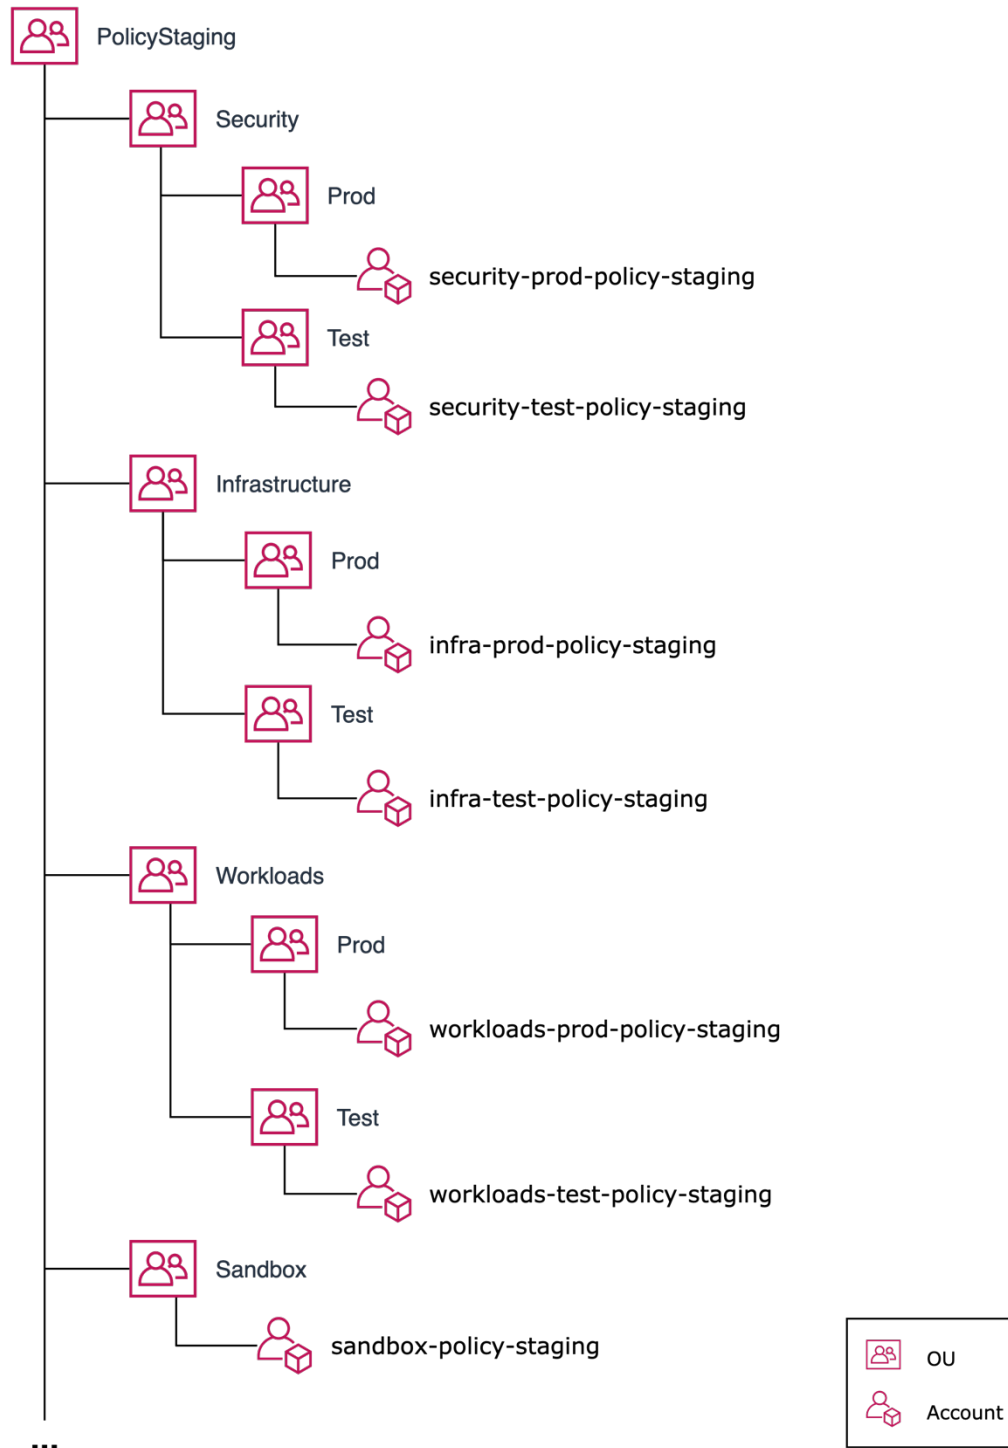 PolicyStaging
Security
Prod
security-prod-policy-staging
Test
security-test-policy-staging
Infrastructure
Prod
infra-prod-policy-staging
Test
infra-test-policy-staging
Workloads
Prod
workloads-prod-policy-staging
Test
workloads-test-policy-staging
Sandbox
sandbox-policy-staging
...
OU
Account